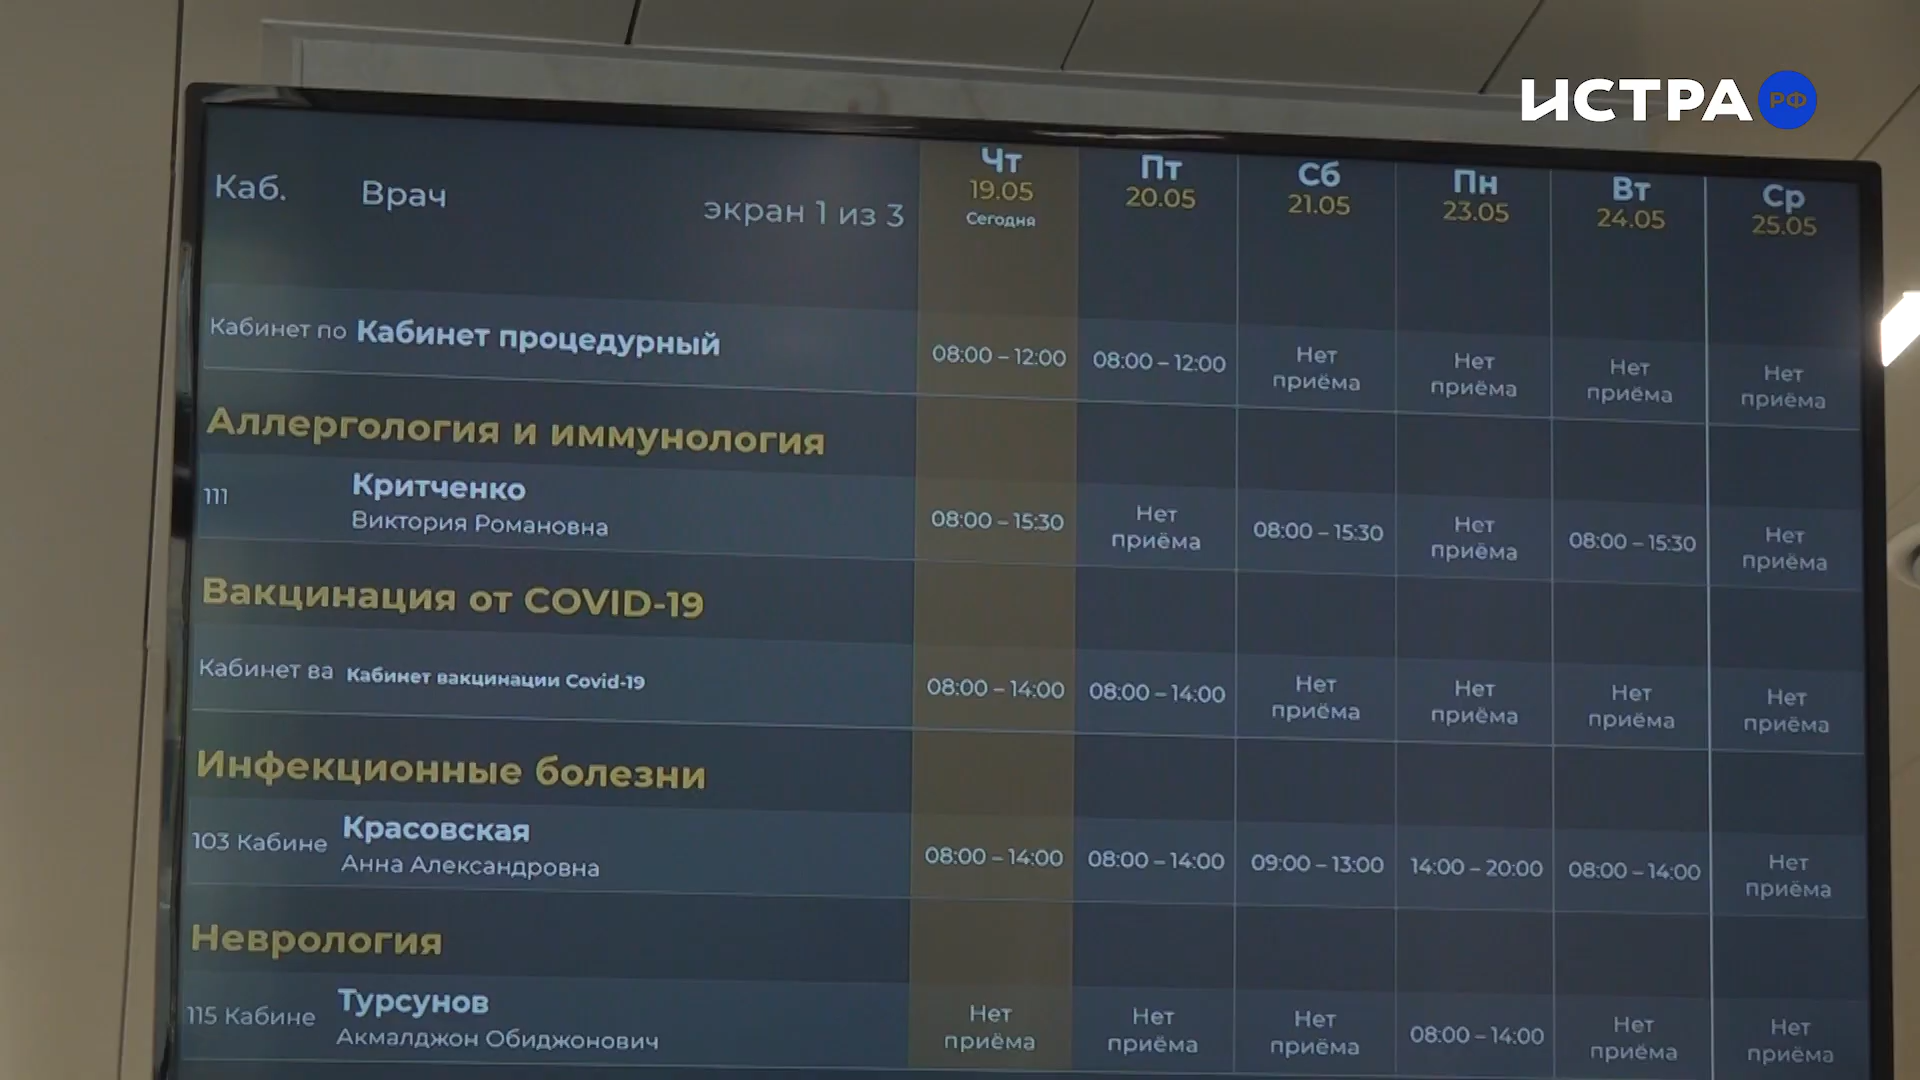 ИСТРА РФ
Каб. Врач экран 1 из 3
Чт Пт Сб Пн Вт Ср
19.05 20.05 21.05 23.05 24.05 25.05
Сегодня
Кабинет по Кабинет процедурный 08:00 – 12:00 08:00 – 12:00 Нет приёма Нет приёма Нет приёма Нет приёма
Аллергология и иммунология
111 Критченко
Виктория Романовна
08:00 – 15:30 Нет приёма 08:00 – 15:30 Нет приёма 08:00 – 15:30 Нет приёма
Вакцинация от COVID-19
Кабинет ва Кабинет вакцинации Covid-19 08:00 – 14:00 08:00 – 14:00 Нет приёма Нет приёма Нет приёма Нет приёма
Инфекционные болезни
103 Кабине Красовская
Анна Александровна
08:00 – 14:00 08:00 – 14:00 09:00 – 13:00 14:00 – 20:00 08:00 – 14:00 Нет приёма
Неврология
115 Кабине Турсунов
Акмалджон Обиджонович
Нет приёма Нет приёма Нет приёма 08:00 – 14:00 Нет приёма Нет приёма